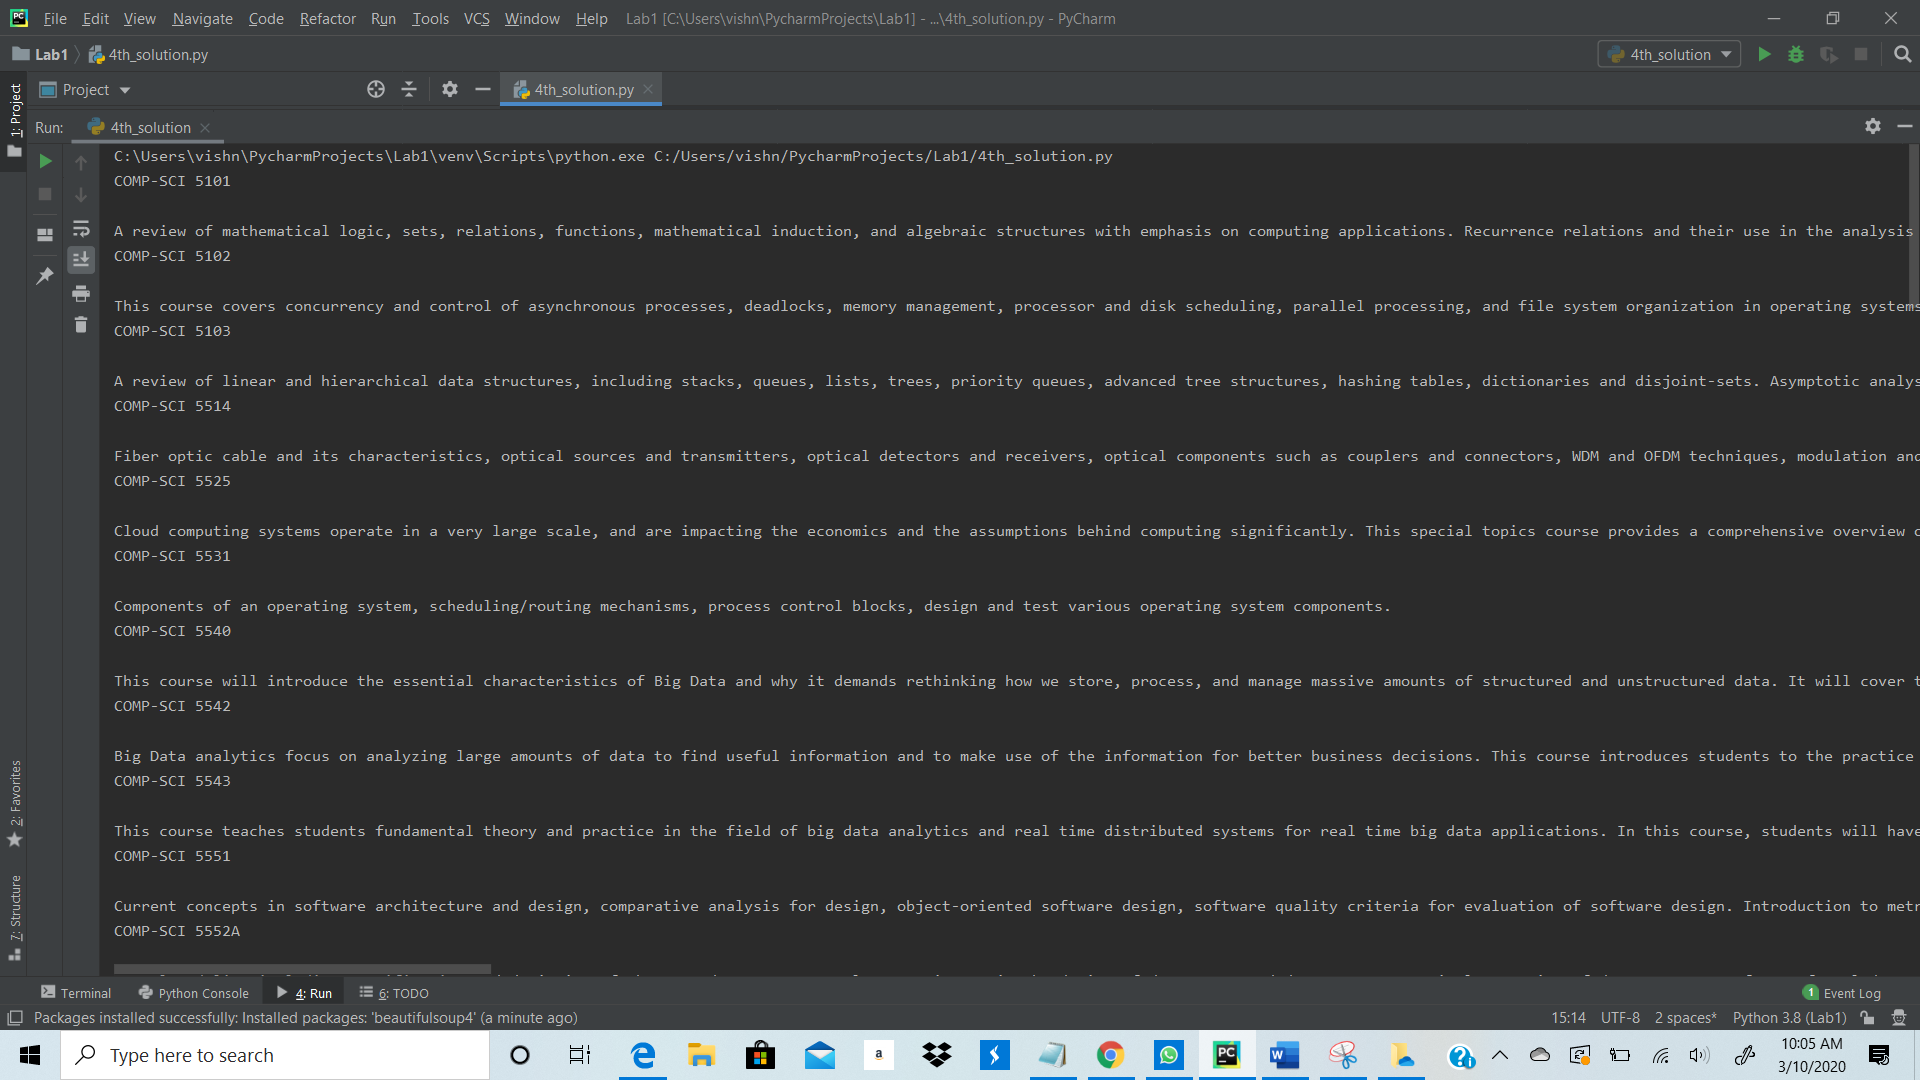 File Edit View Navigate Code Refactor Run Tools VCS Window Help Lab1 [C:\Users\vishn\PycharmProjects\Lab1] - ...\4th_solution.py - PyCharm
Lab1 4th_solution.py 4th_solution
1: Project
Project 4th_solution.py
Run: 4th_solution
C:\Users\vishn\PycharmProjects\Lab1\venv\Scripts\python.exe C:/Users/vishn/PycharmProjects/Lab1/4th_solution.py
COMP-SCI 5101
A review of mathematical logic, sets, relations, functions, mathematical induction, and algebraic structures with emphasis on computing applications. Recurrence relations and their use in the analysis
COMP-SCI 5102
This course covers concurrency and control of asynchronous processes, deadlocks, memory management, processor and disk scheduling, parallel processing, and file system organization in operating systems
COMP-SCI 5103
A review of linear and hierarchical data structures, including stacks, queues, lists, trees, priority queues, advanced tree structures, hashing tables, dictionaries and disjoint-sets. Asymptotic analys
COMP-SCI 5514
Fiber optic cable and its characteristics, optical sources and transmitters, optical detectors and receivers, optical components such as couplers and connectors, WDM and OFDM techniques, modulation and
COMP-SCI 5525
Cloud computing systems operate in a very large scale, and are impacting the economics and the assumptions behind computing significantly. This special topics course provides a comprehensive overview
COMP-SCI 5531
Components of an operating system, scheduling/routing mechanisms, process control blocks, design and test various operating system components.
COMP-SCI 5540
This course will introduce the essential characteristics of Big Data and why it demands rethinking how we store, process, and manage massive amounts of structured and unstructured data. It will cover t
COMP-SCI 5542
Big Data analytics focus on analyzing large amounts of data to find useful information and to make use of the information for better business decisions. This course introduces students to the practice
COMP-SCI 5543
This course teaches students fundamental theory and practice in the field of big data analytics and real time distributed systems for real time big data applications. In this course, students will have
COMP-SCI 5551
Current concepts in software architecture and design, comparative analysis for design, object-oriented software design, software quality criteria for evaluation of software design. Introduction to metr
COMP-SCI 5552A
2: Favorites
7: Structure
Terminal Python Console 4: Run 6: TODO 1 Event Log
Packages installed successfully: Installed packages: 'beautifulsoup4' (a minute ago) 15:14 UTF-8 2 spaces* Python 3.8 (Lab1)
Type here to search
10:05 AM
3/10/2020